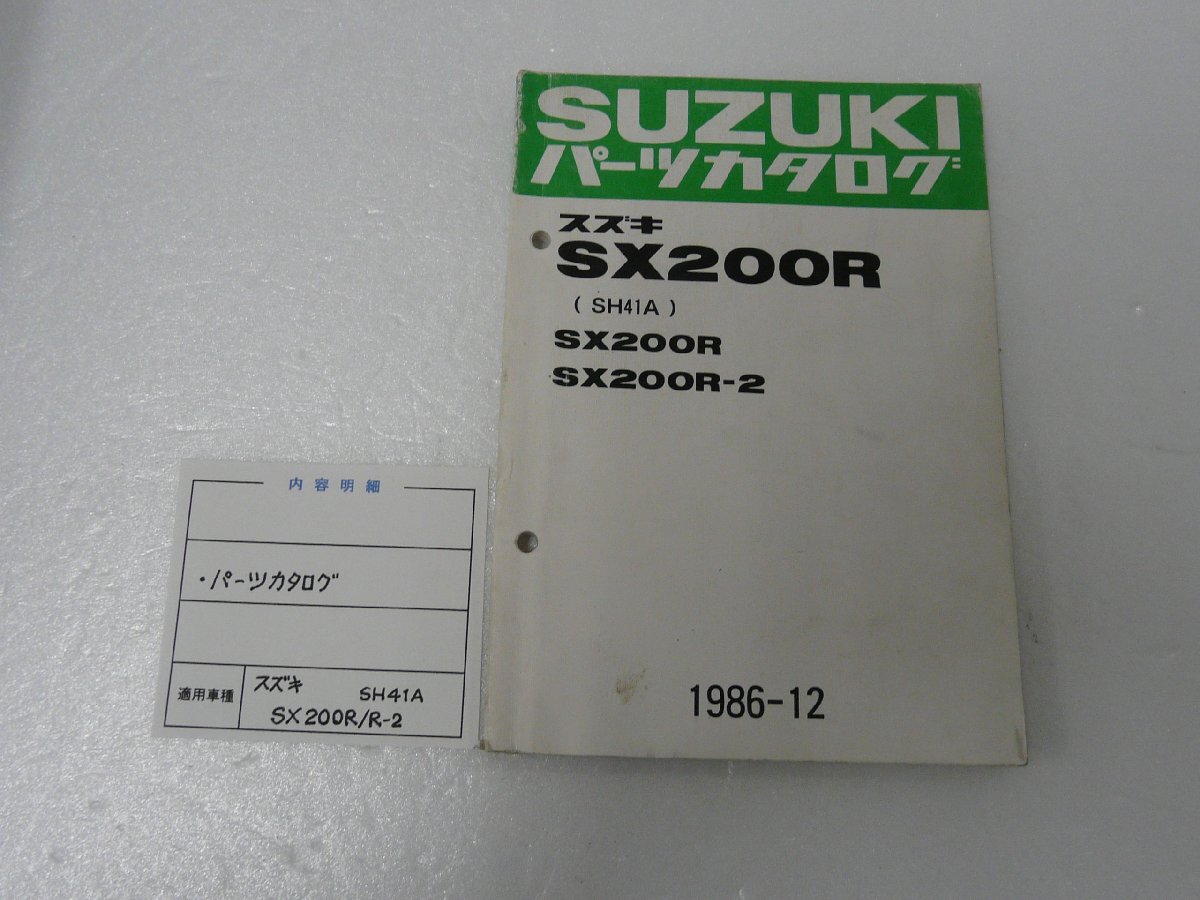 SUZUKI
パーツカタログ
スズキ
SX200R
( SH41A )
SX200R
SX200R-2
1986-12
内容明細
・パーツカタログ
適用車種
スズキ SH41A
SX200R/R-2